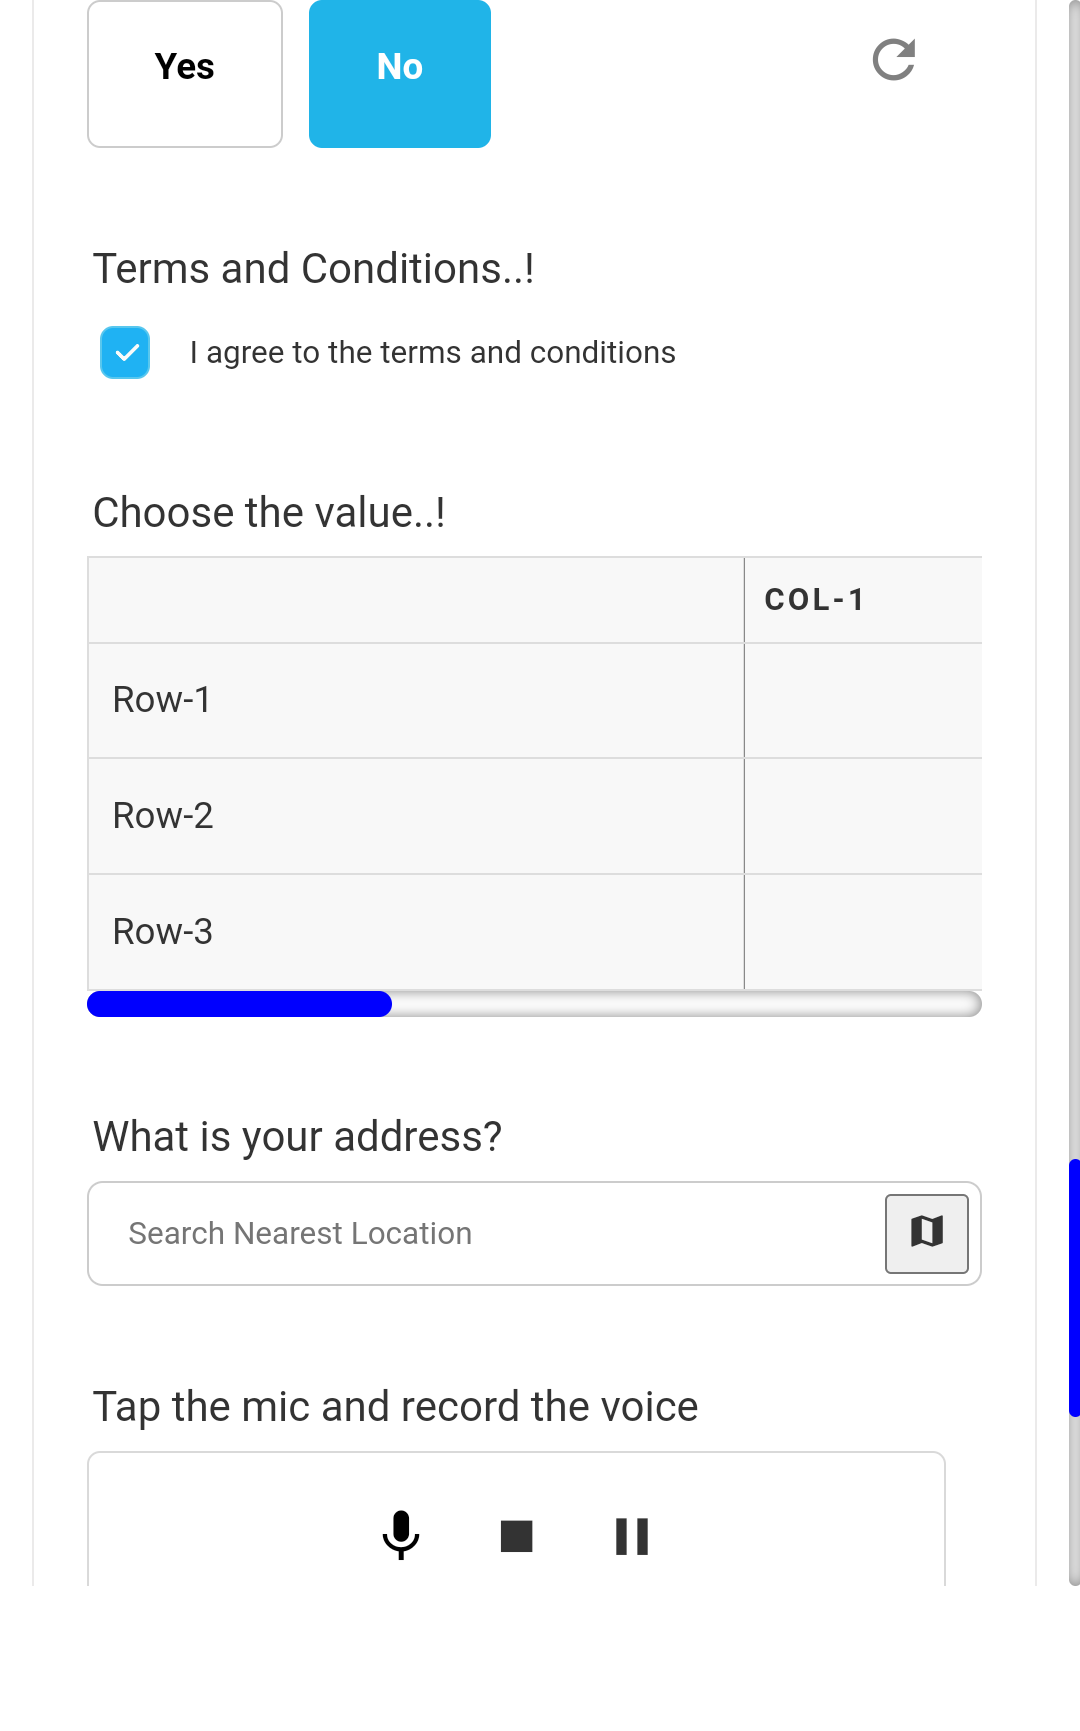 Yes No
Terms and Conditions..!
I agree to the terms and conditions
Choose the value..!
COL-1
Row-1
Row-2
Row-3
What is your address?
Search Nearest Location
Tap the mic and record the voice